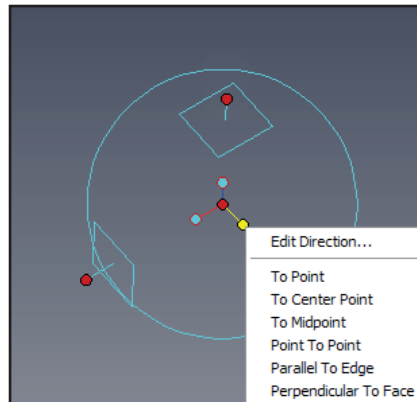 Edit Direction...
To Point
To Center Point
To Midpoint
Point To Point
Parallel To Edge
Perpendicular To Face